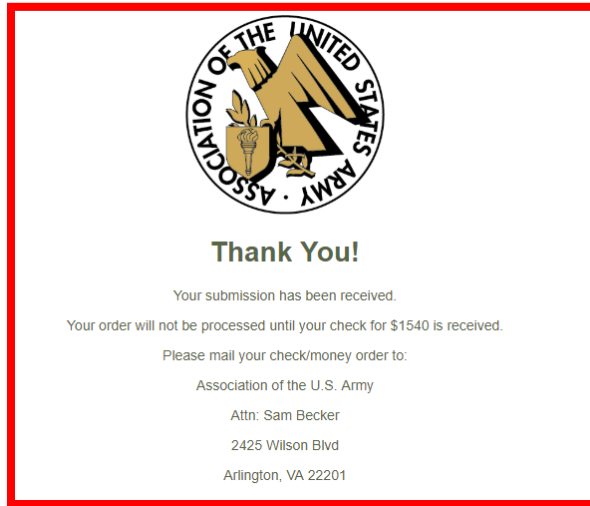 ASSOCIATION OF THE UNITED STATES ARMY ·
Thank You!
Your submission has been received.
Your order will not be processed until your check for $1540 is received.
Please mail your check/money order to:
Association of the U.S. Army
Attn: Sam Becker
2425 Wilson Blvd
Arlington, VA 22201